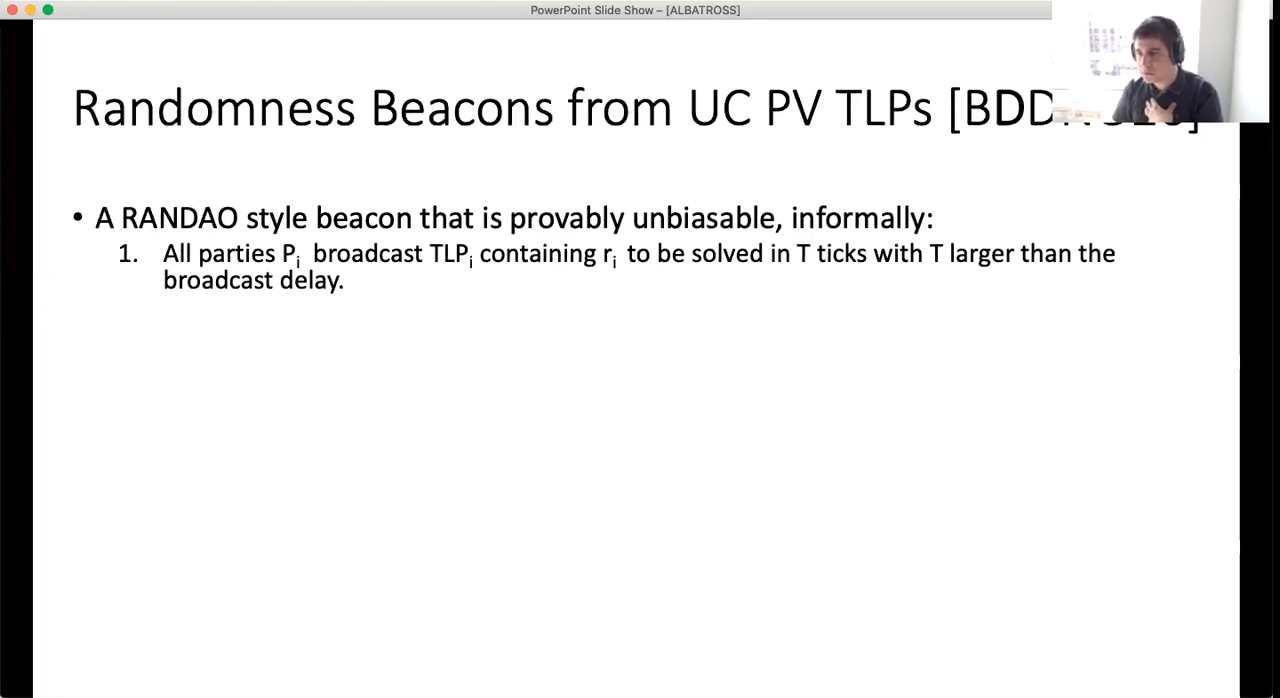 PowerPoint Slide Show – [ALBATROSS]
Randomness Beacons from UC PV TLPs
• A RANDAO style beacon that is provably unbiasable, informally:
1. All parties Pi broadcast TLPi containing ri to be solved in T ticks with T larger than the
broadcast delay.